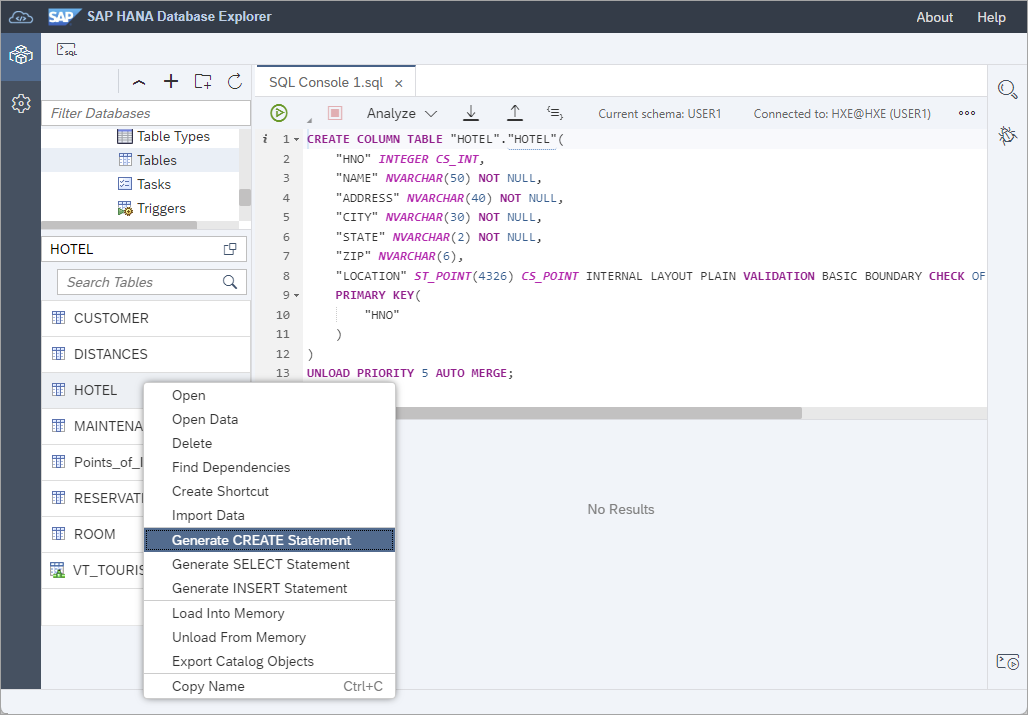 SAP SAP HANA Database Explorer About Help
SQL
Filter Databases
Table Types
Tables
Tasks
Triggers
HOTEL
Search Tables
CUSTOMER
DISTANCES
HOTEL
MAINTENA
Points_of_I
RESERVATI
ROOM
VT_TOURIS
SQL Console 1.sql ×
Analyze Current schema: USER1 Connected to: HXE@HXE (USER1)
i 1 CREATE COLUMN TABLE "HOTEL"."HOTEL"(
2 "HNO" INTEGER CS_INT,
3 "NAME" NVARCHAR(50) NOT NULL,
4 "ADDRESS" NVARCHAR(40) NOT NULL,
5 "CITY" NVARCHAR(30) NOT NULL,
6 "STATE" NVARCHAR(2) NOT NULL,
7 "ZIP" NVARCHAR(6),
8 "LOCATION" ST_POINT(4326) CS_POINT INTERNAL LAYOUT PLAIN VALIDATION BASIC BOUNDARY CHECK OF
9 PRIMARY KEY(
10 "HNO"
11 )
12 )
13 UNLOAD PRIORITY 5 AUTO MERGE;
Open
Open Data
Delete
Find Dependencies
Create Shortcut
Import Data
Generate CREATE Statement
Generate SELECT Statement
Generate INSERT Statement
Load Into Memory
Unload From Memory
Export Catalog Objects
Copy Name Ctrl+C
No Results